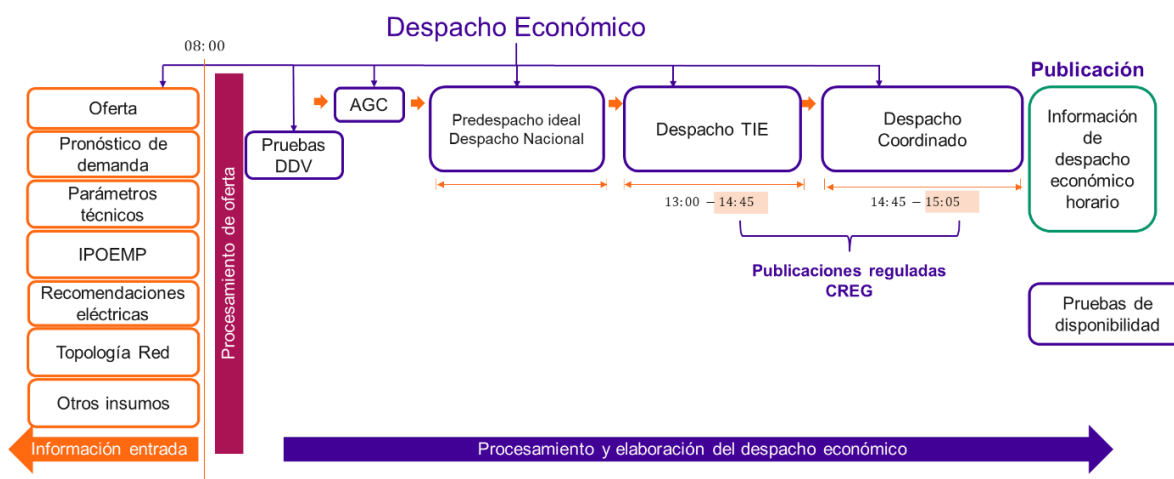 Despacho Económico
08:00
Oferta
Pronóstico de
demanda
Parámetros
técnicos
IPOEMP
Recomendaciones
eléctricas
Topología Red
Otros insumos
Información entrada
Procesamiento de oferta
Pruebas
DDV
AGC
Predespacho ideal
Despacho Nacional
Despacho TIE
Despacho
Coordinado
13:00 – 14:45
14:45 – 15:05
Publicaciones reguladas
CREG
Publicación
Información
de
despacho
económico
horario
Pruebas de
disponibilidad
Procesamiento y elaboración del despacho económico